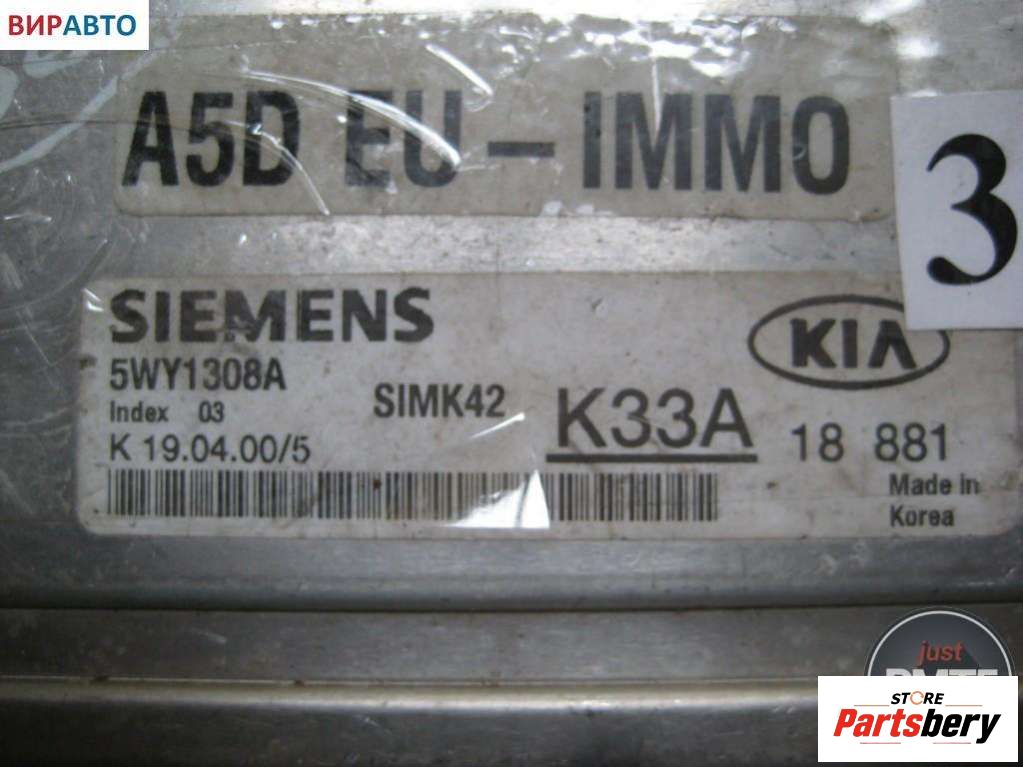 ВИРАВТО
A5D EU - IMMO
3
SIEMENS
KIA
5WY1308A
Index 03
SIMK42
K33A
18 881
K 19.04.00/5
Made in
Korea
just
STORE
Partsbery